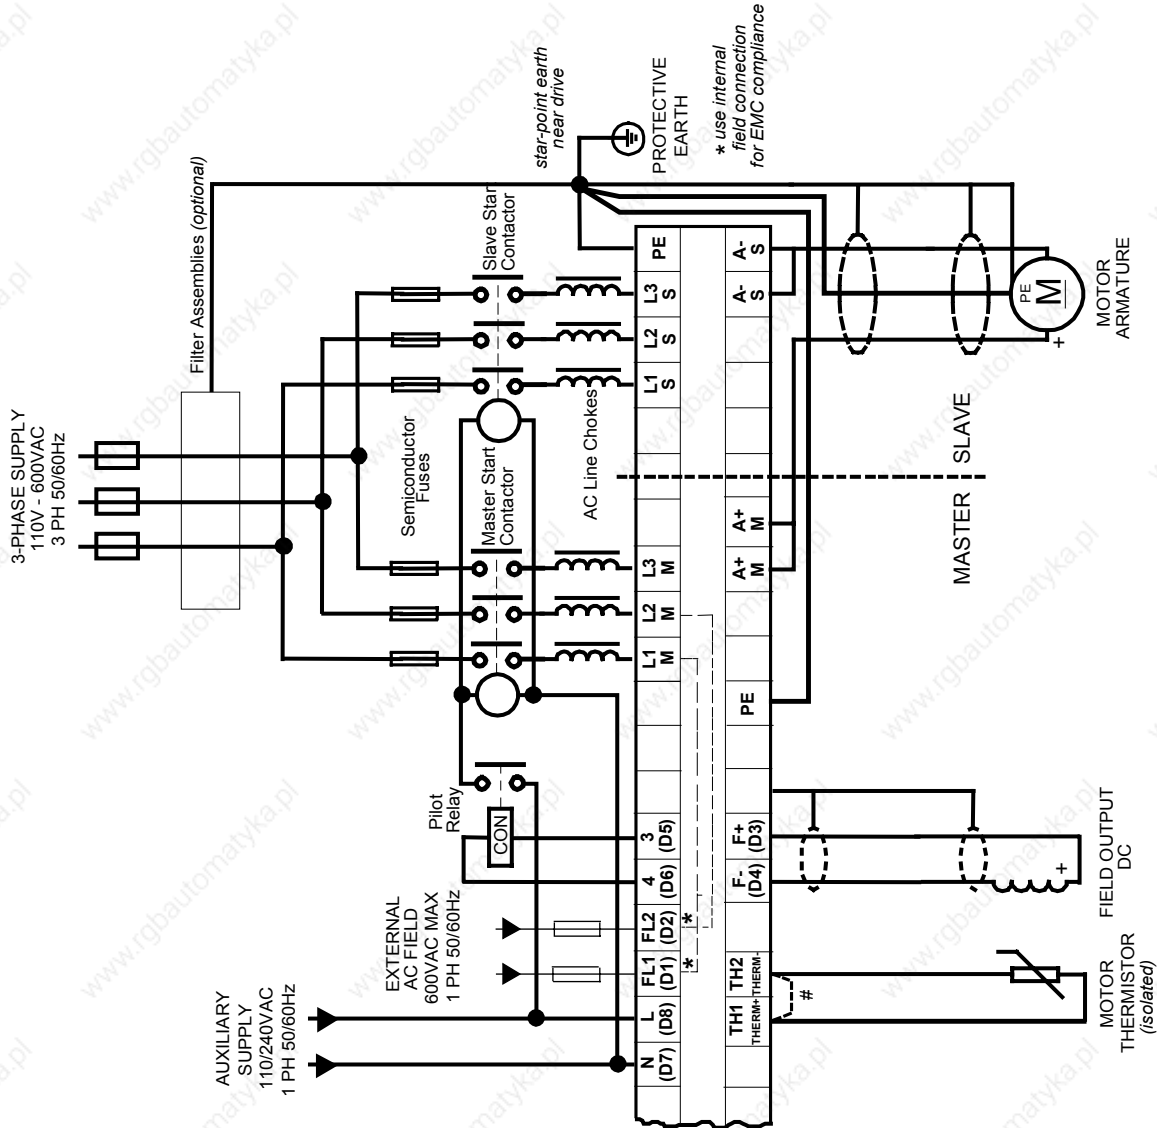 3-PHASE SUPPLY
110V - 600VAC
3 PH 50/60Hz
Filter Assemblies (optional)
star-point earth
near drive
PROTECTIVE
EARTH
* use internal
field connection
for EMC compliance
Slave Start
Contactor
Semiconductor
Fuses
Master Start
Contactor
AC Line Chokes
Pilot
Relay
CON
EXTERNAL
AC FIELD
600VAC MAX
1 PH 50/60Hz
AUXILIARY
SUPPLY
110/240VAC
1 PH 50/60Hz
N
(D7)
L
(D8)
FL1
(D1)
*
FL2
(D2)
*
4
(D6)
3
(D5)
L1
M
L2
M
L3
M
L1
S
L2
S
L3
S
PE
TH1
THERM+
TH2
THERM-
#
F-
(D4)
F+
(D3)
PE
A+
M
A+
M
A-
S
A-
S
MASTER
SLAVE
PE
M
+
MOTOR
ARMATURE
+
FIELD OUTPUT
DC
MOTOR
THERMISTOR
(isolated)
www.rgbautomatyka.pl